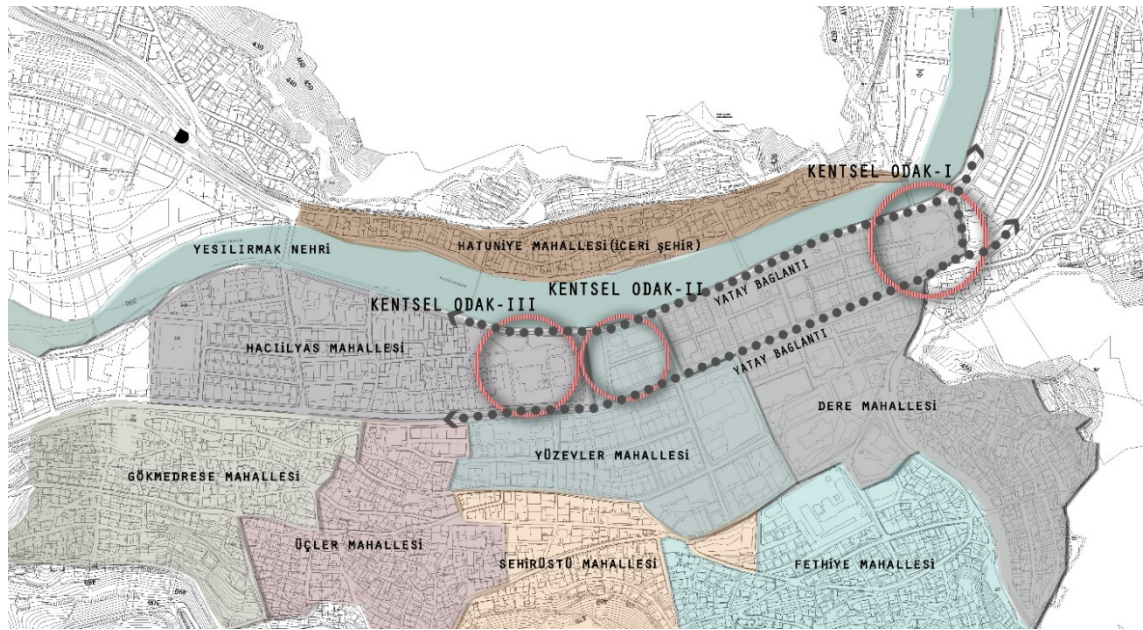 KENTSEL ODAK-I
YESILIRMAK NEHRİ
HATUNİYE MAHALLESİ(İCERİ ŞEHİR)
KENTSEL ODAK-II
YATAY BAGLANTI
KENTSEL ODAK-III
HACIİLYAS MAHALLESİ
YATAY BAGLANTI
DERE MAHALLESİ
YÜZEVLER MAHALLESİ
GÖKMEDRESE MAHALLESİ
ÜÇLER MAHALLESİ
SEHİRÜSTÜ MAHALLESİ
FETHİYE MAHALLESİ